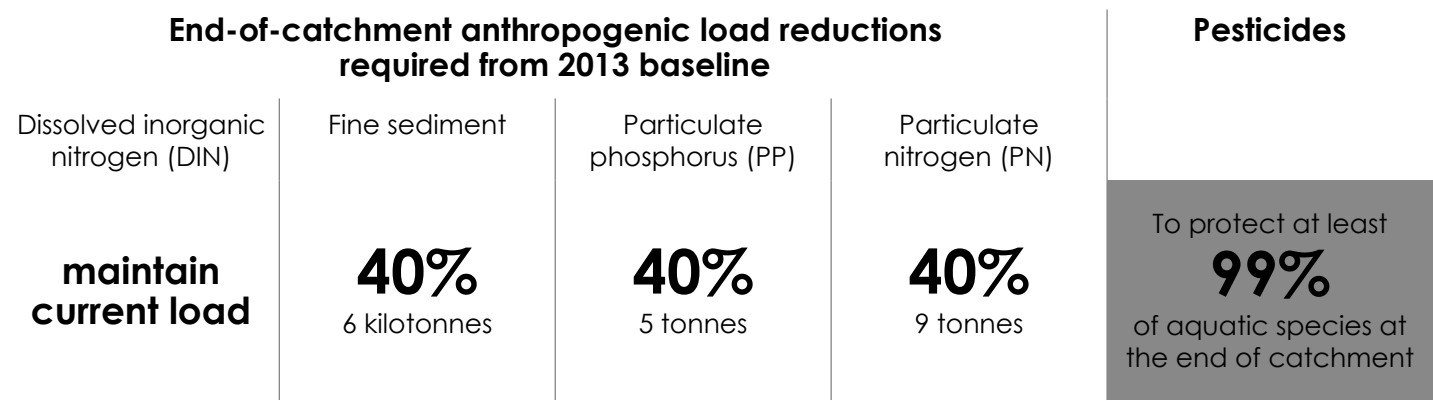 End-of-catchment anthropogenic load reductions
required from 2013 baseline
Pesticides
Dissolved inorganic
nitrogen (DIN)
Fine sediment
Particulate
phosphorus (PP)
Particulate
nitrogen (PN)
maintain
current load
40%
6 kilotonnes
40%
5 tonnes
40%
9 tonnes
To protect at least
99%
of aquatic species at
the end of catchment